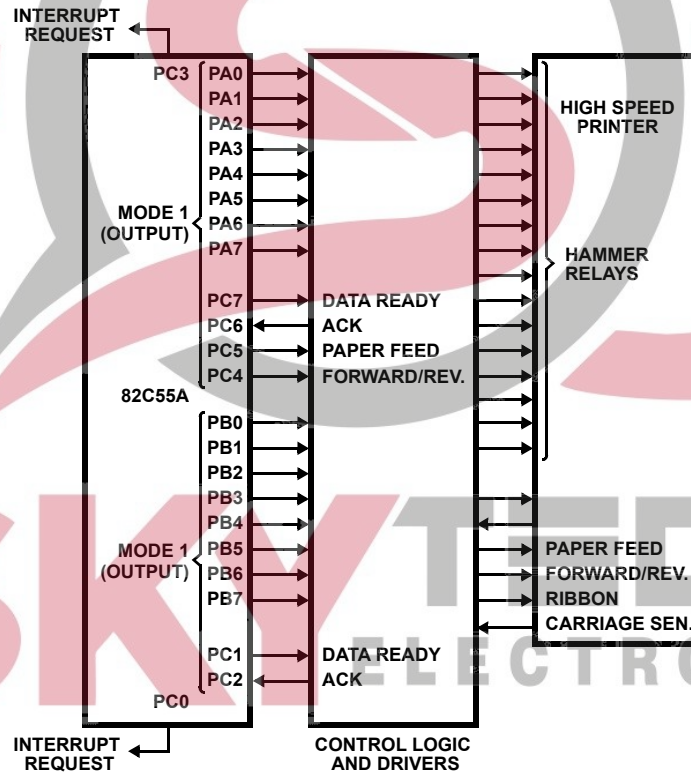 INTERRUPT
REQUEST
PC3
PA0
PA1
PA2
PA3
PA4
PA5
PA6
PA7
MODE 1
(OUTPUT)
PC7
PC6
PC5
PC4
82C55A
PB0
PB1
PB2
PB3
PB4
PB5
PB6
PB7
MODE 1
(OUTPUT)
PC1
PC2
PC0
INTERRUPT
REQUEST
DATA READY
ACK
PAPER FEED
FORWARD/REV.
DATA READY
ACK
CONTROL LOGIC
AND DRIVERS
HIGH SPEED
PRINTER
HAMMER
RELAYS
PAPER FEED
FORWARD/REV.
RIBBON
CARRIAGE SEN.
SKY
TED
ELECTRO